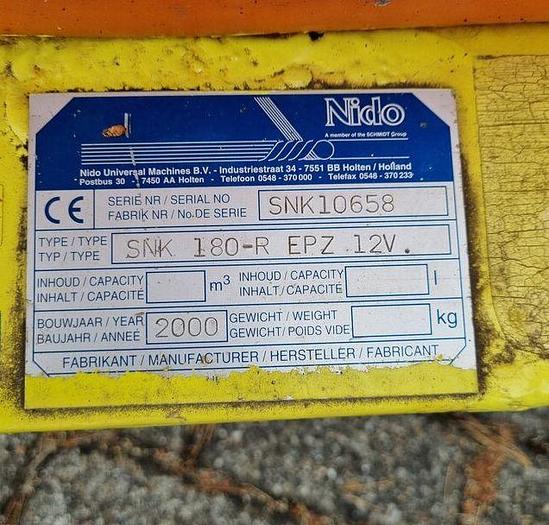 Nido
A member of the SCHMIDT Group
Nido Universal Machines B.V. - Industriestraat 34 - 7551 BB Holten / Holland
Postbus 30 - 7450 AA Holten - Telefoon 0548 - 370000 - Telefax 0548 - 370233
CE
SERIE NR / SERIAL NO
FABRIK NR / No. DE SERIE
SNK10658
TYPE / TYPE
TYP / TYPE
SNK 180-R EPZ 12V.
INHOUD / CAPACITY
INHALT / CAPACITÉ
m³
INHOUD / CAPACITY
INHALT / CAPACITÉ
l
BOUWJAAR / YEAR
BAUJAHR / ANNÉE
2000
GEWICHT / WEIGHT
GEWICHT / POIDS VIDE
kg
FABRIKANT / MANUFACTURER / HERSTELLER / FABRICANT